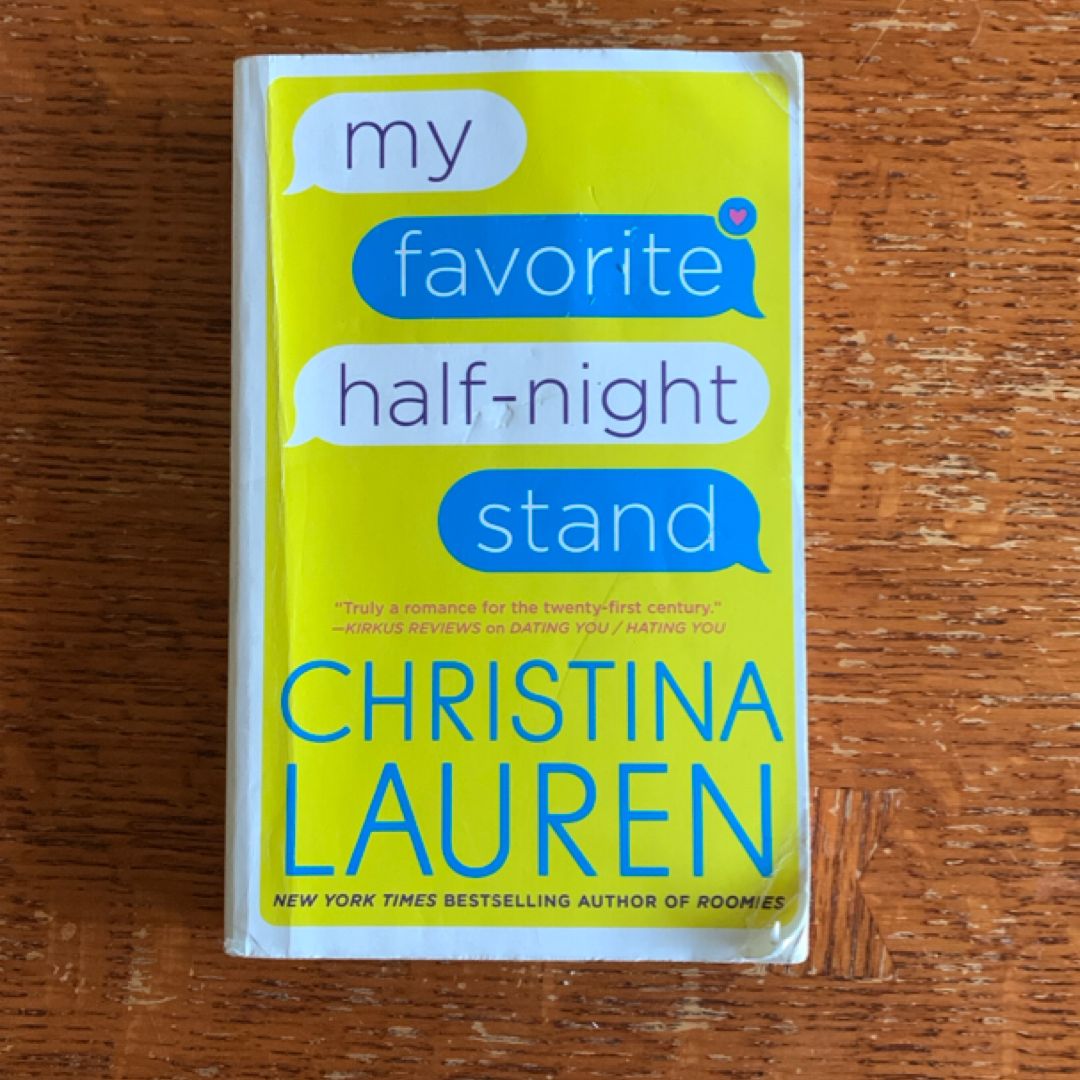 my
favorite
half-night
stand
"Truly a romance for the twenty-first century."
—KIRKUS REVIEWS on DATING YOU / HATING YOU
CHRISTINA
LAUREN
NEW YORK TIMES BESTSELLING AUTHOR OF ROOMIES